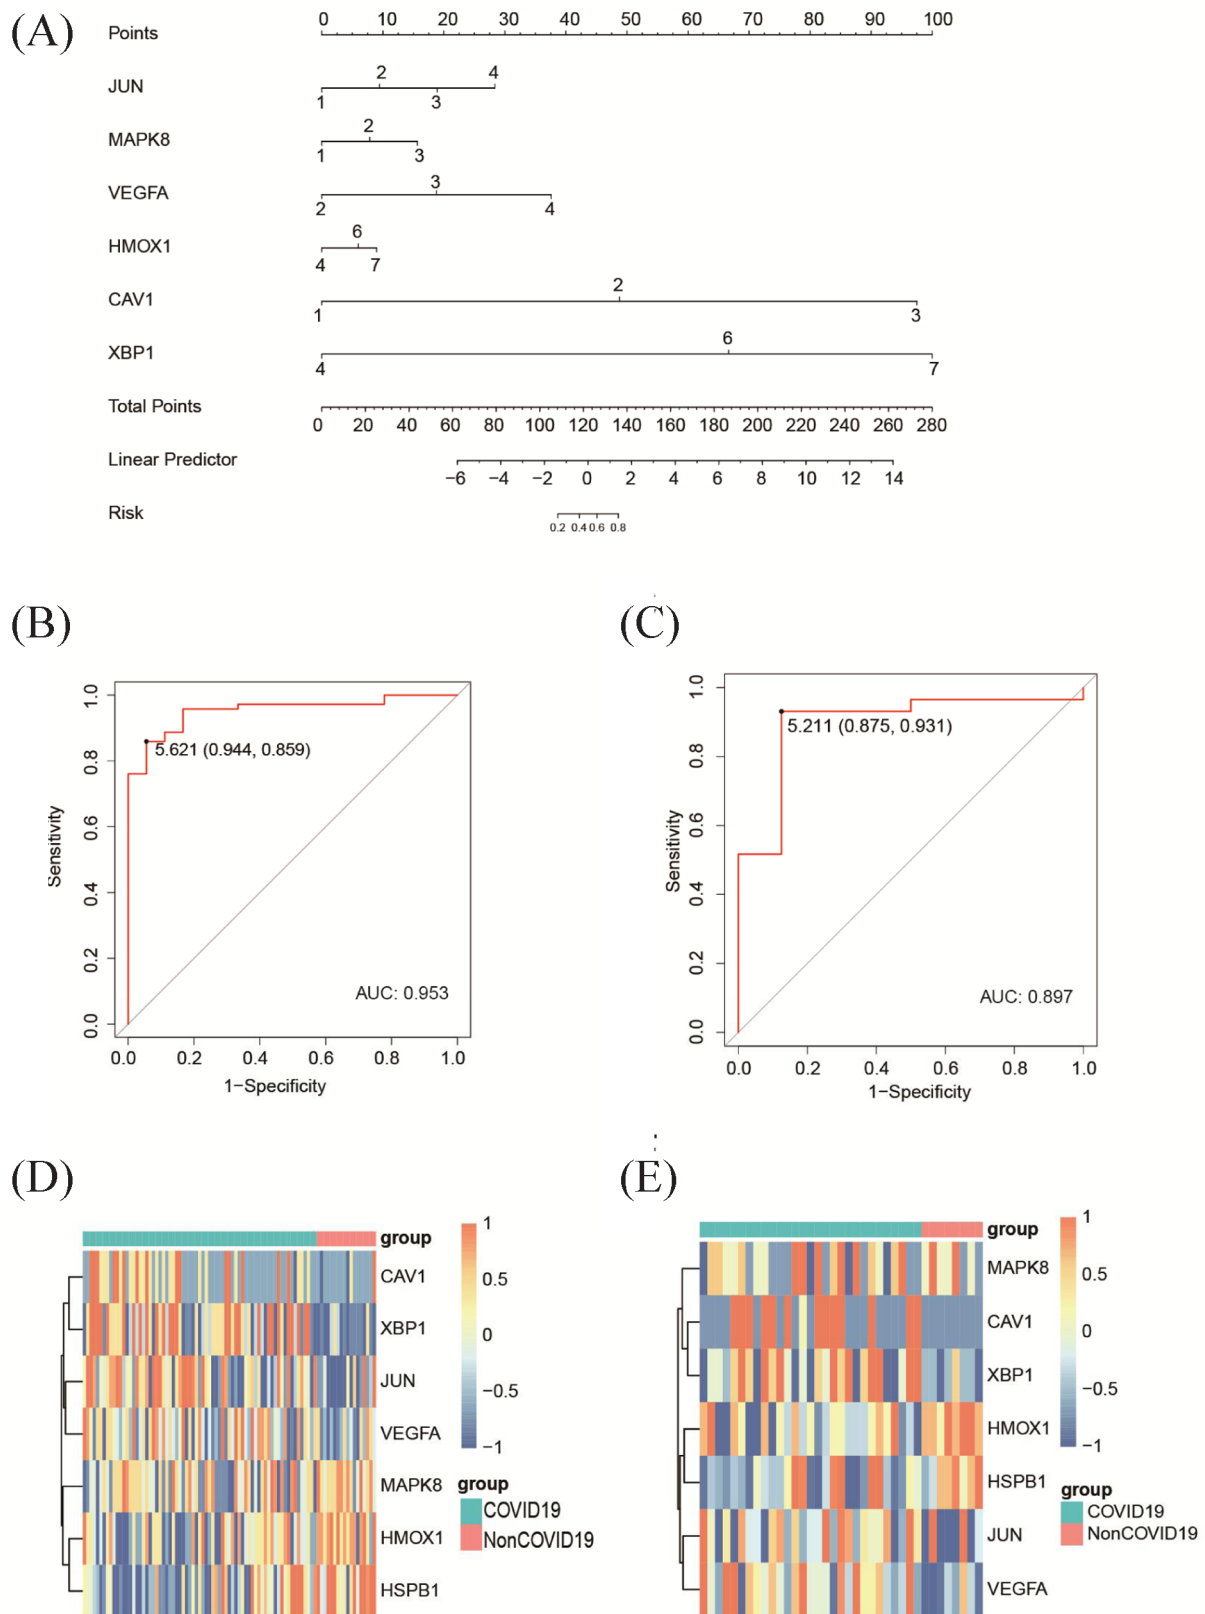 (A)
Points
0 10 20 30 40 50 60 70 80 90 100
JUN
2 4
1 3
MAPK8
2
1 3
VEGFA
3
2 4
HMOX1
6
4 7
CAV1
2
1 3
XBP1
6
4 7
Total Points
0 20 40 60 80 100 120 140 160 180 200 220 240 260 280
Linear Predictor
−6 −4 −2 0 2 4 6 8 10 12 14
Risk
0.2 0.4 0.6 0.8
(B)
Sensitivity
0.0 0.2 0.4 0.6 0.8 1.0
5.621 (0.944, 0.859)
AUC: 0.953
0.0 0.2 0.4 0.6 0.8 1.0
1−Specificity
(C)
Sensitivity
0.0 0.2 0.4 0.6 0.8 1.0
5.211 (0.875, 0.931)
AUC: 0.897
0.0 0.2 0.4 0.6 0.8 1.0
1−Specificity
(D)
group
CAV1
XBP1
JUN
VEGFA
MAPK8
HMOX1
HSPB1
1
0.5
0
−0.5
−1
group
COVID19
NonCOVID19
(E)
group
MAPK8
CAV1
XBP1
HMOX1
HSPB1
JUN
VEGFA
1
0.5
0
−0.5
−1
group
COVID19
NonCOVID19